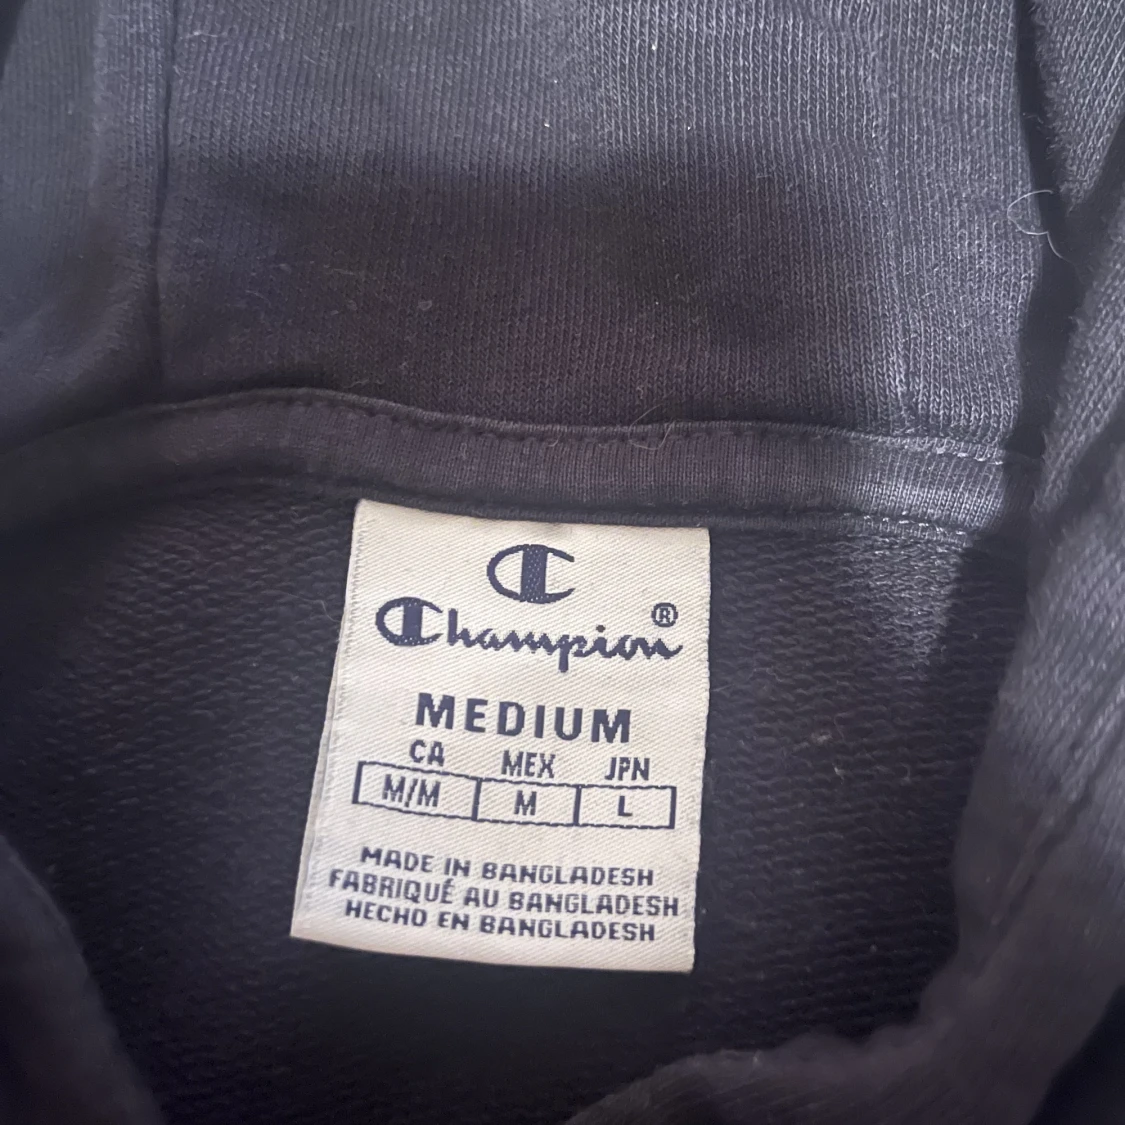 Champion®
MEDIUM
CA MEX JPN
M/M M L
MADE IN BANGLADESH
FABRIQUÉ AU BANGLADESH
HECHO EN BANGLADESH